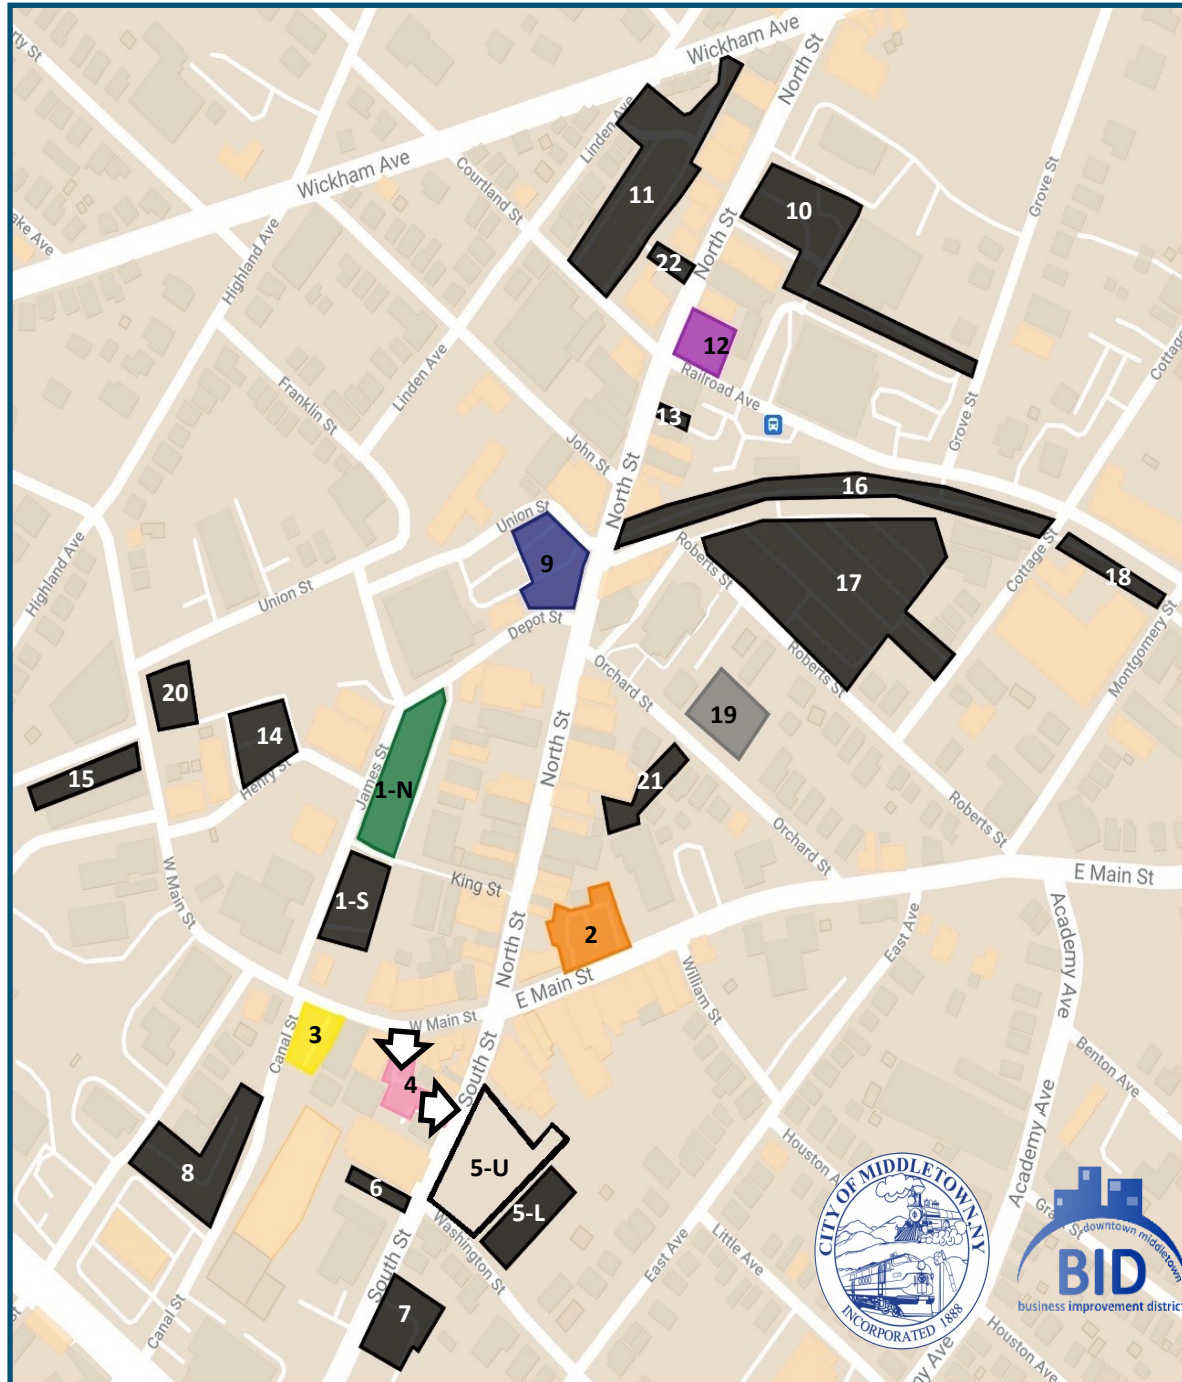 Wickham Ave
North St
Linden Ave
Courtland St
Wickham Ave
11
10
Grove St
22
North St
Highland Ave
12
Railroad Ave
13
Cottage
Linden Ave
Franklin St
John St
Grove St
North St
16
Union St
Roberts St
9
17
Cottage St
18
Highland Ave
Union St
Depot St
Orchard St
Roberts St
Montgomery St
20
19
14
15
Henry St
James St
1-N
North St
21
Orchard St
Roberts St
E Main St
King St
W Main St
1-S
2
North St
E Main St
East Ave
Academy Ave
William St
3
Canal St
W Main St
4
South St
Benton Ave
5-U
8
6
5-L
Houston A
Academy Ave
Washington St
South St
East Ave
Little Ave
7
Canal St
Houston Ave
CITY OF MIDDLETOWN, NY
INCORPORATED 1888
downtown middletown
BID
business improvement district